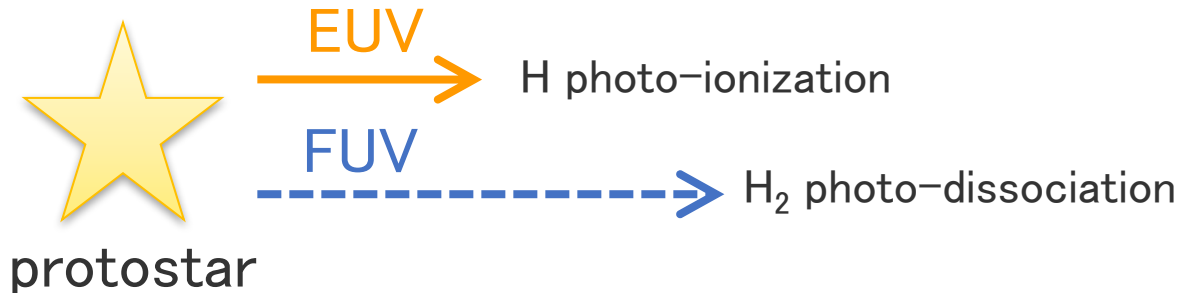 EUV
H photo-ionization
FUV
H₂ photo-dissociation
protostar